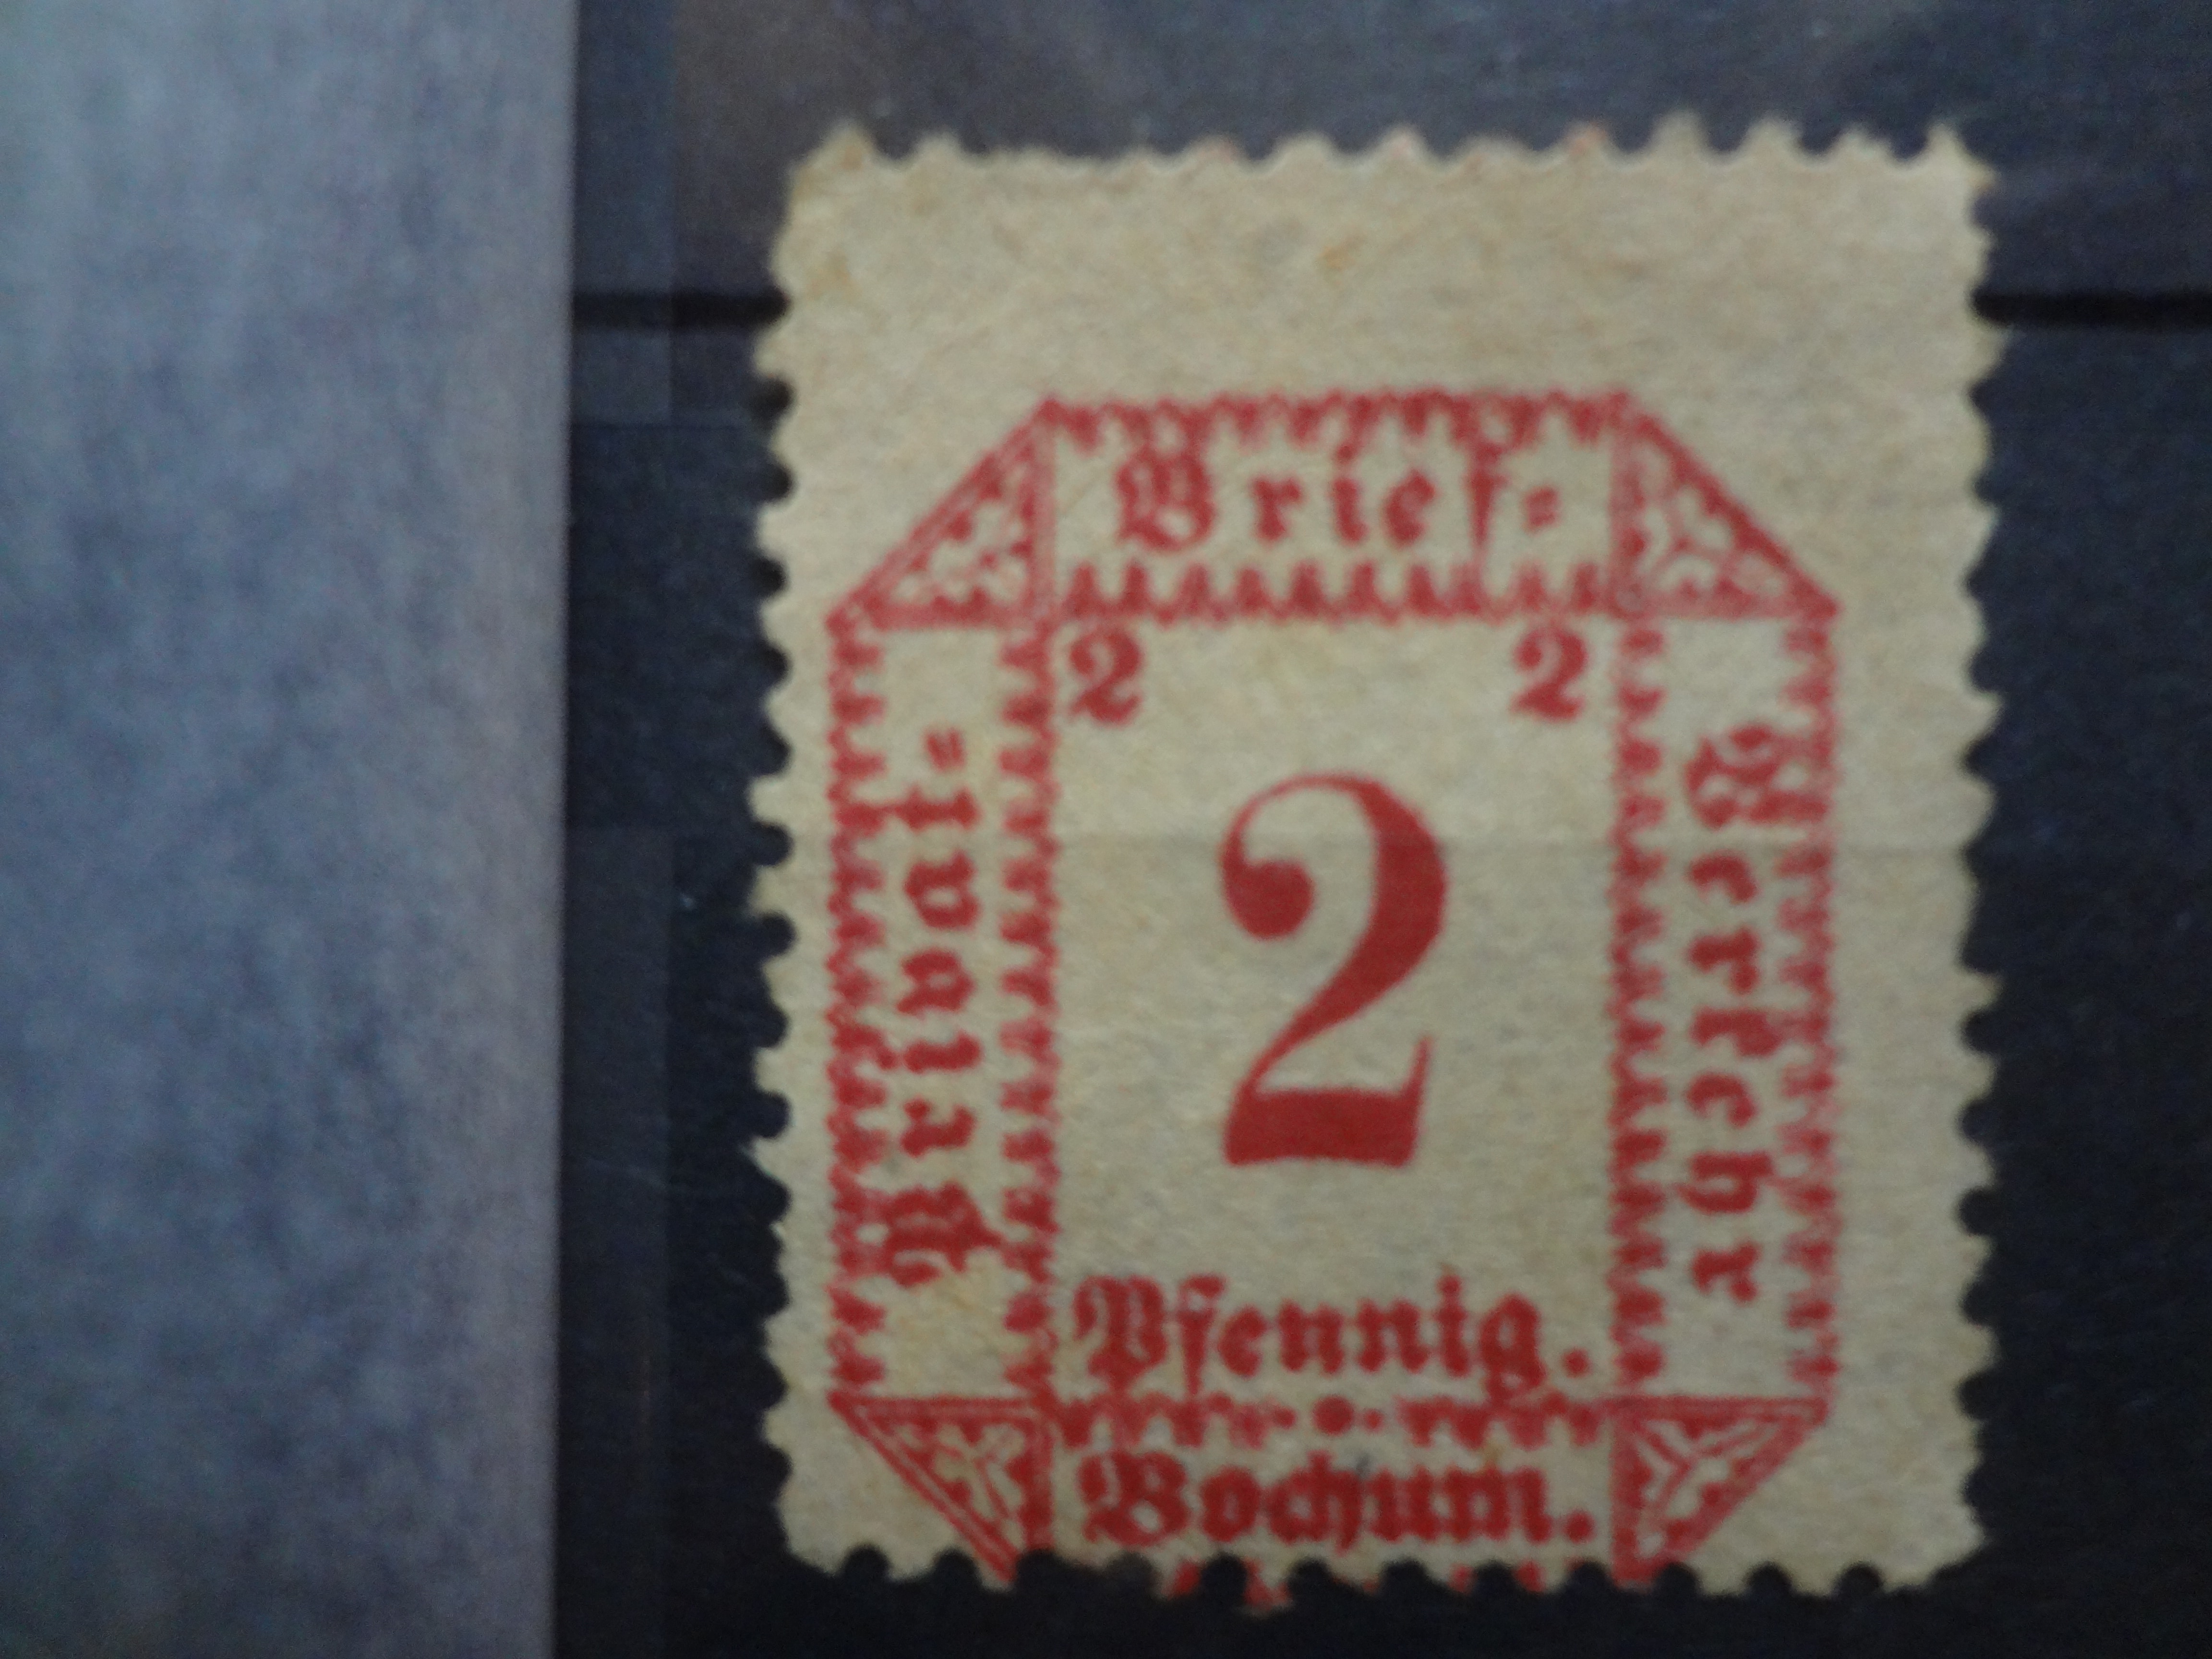 Privat-
Brief-
Verkehr
2 2
2
Pfennig.
Bochum.